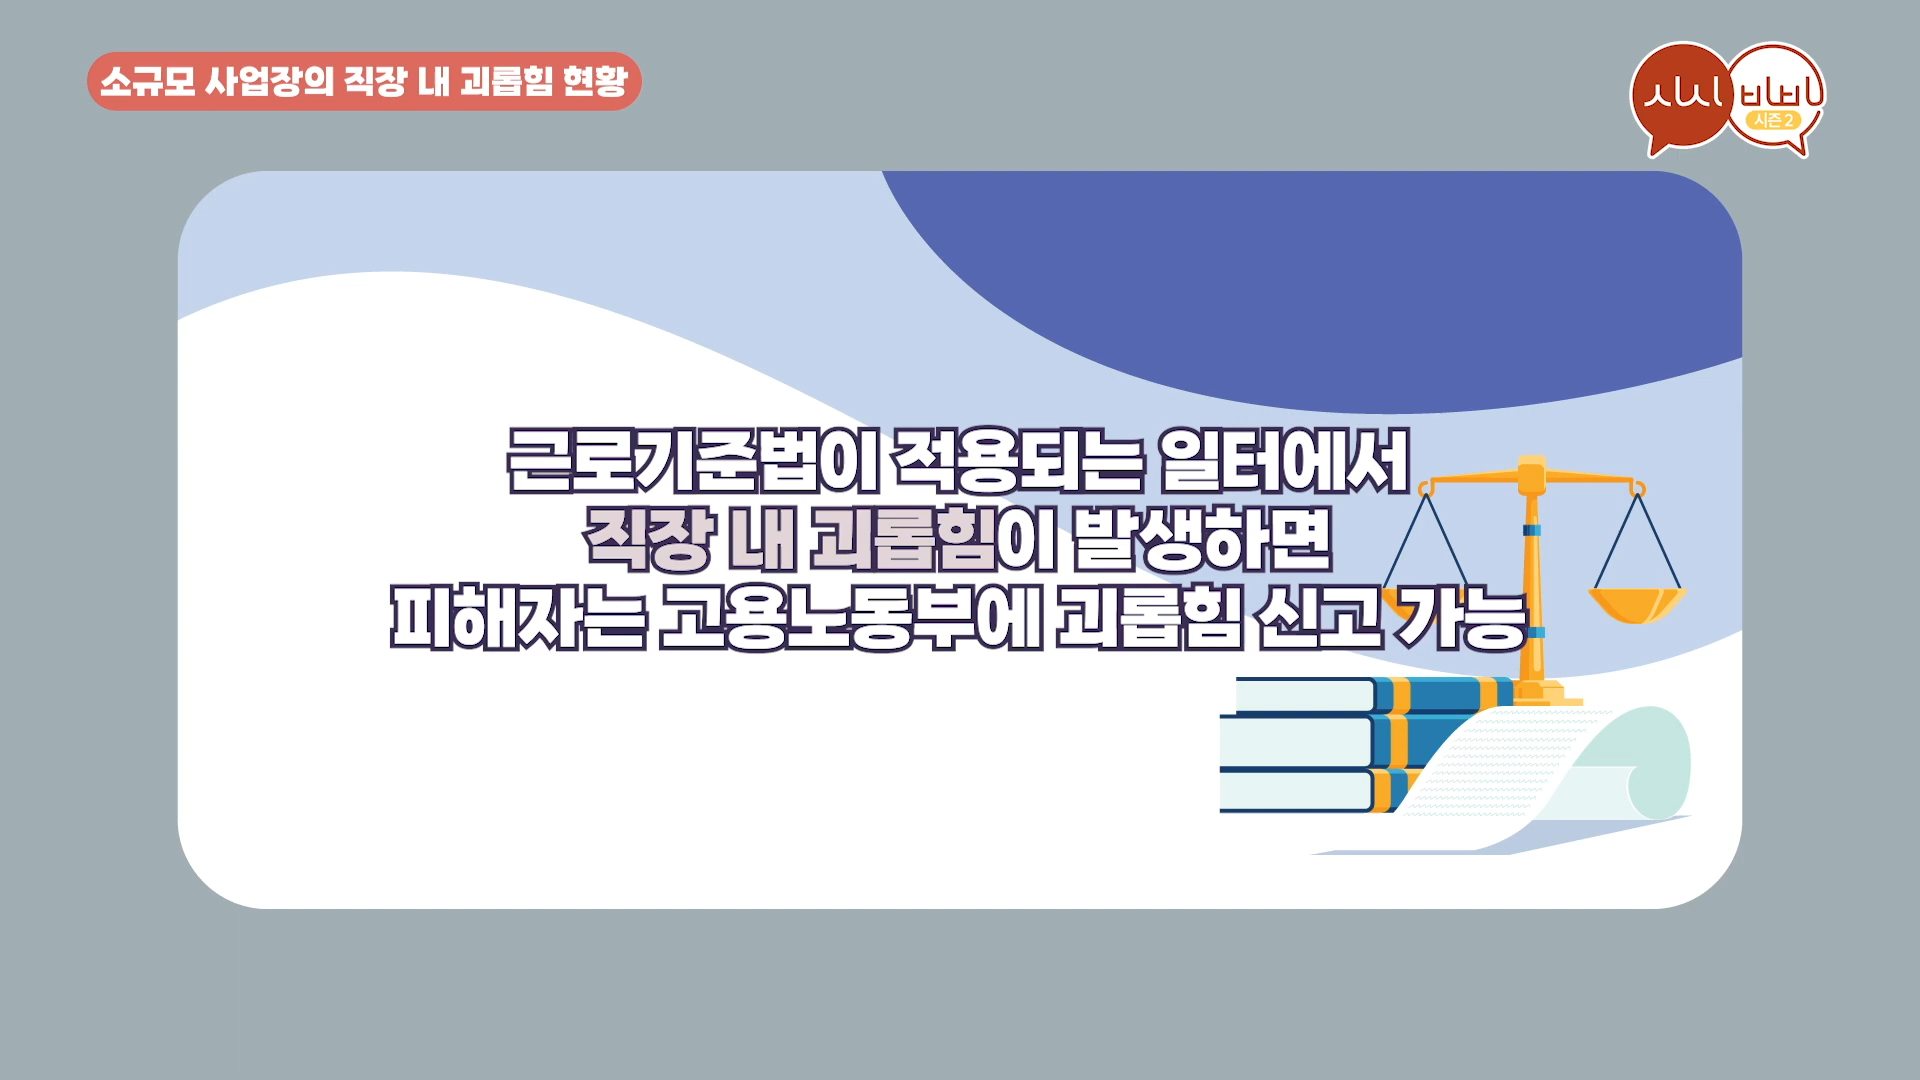 소규모 사업장의 직장 내 괴롭힘 현황
시시비비
시즌 2
근로기준법이 적용되는 일터에서
직장 내 괴롭힘이 발생하면
피해자는 고용노동부에 괴롭힘 신고 가능